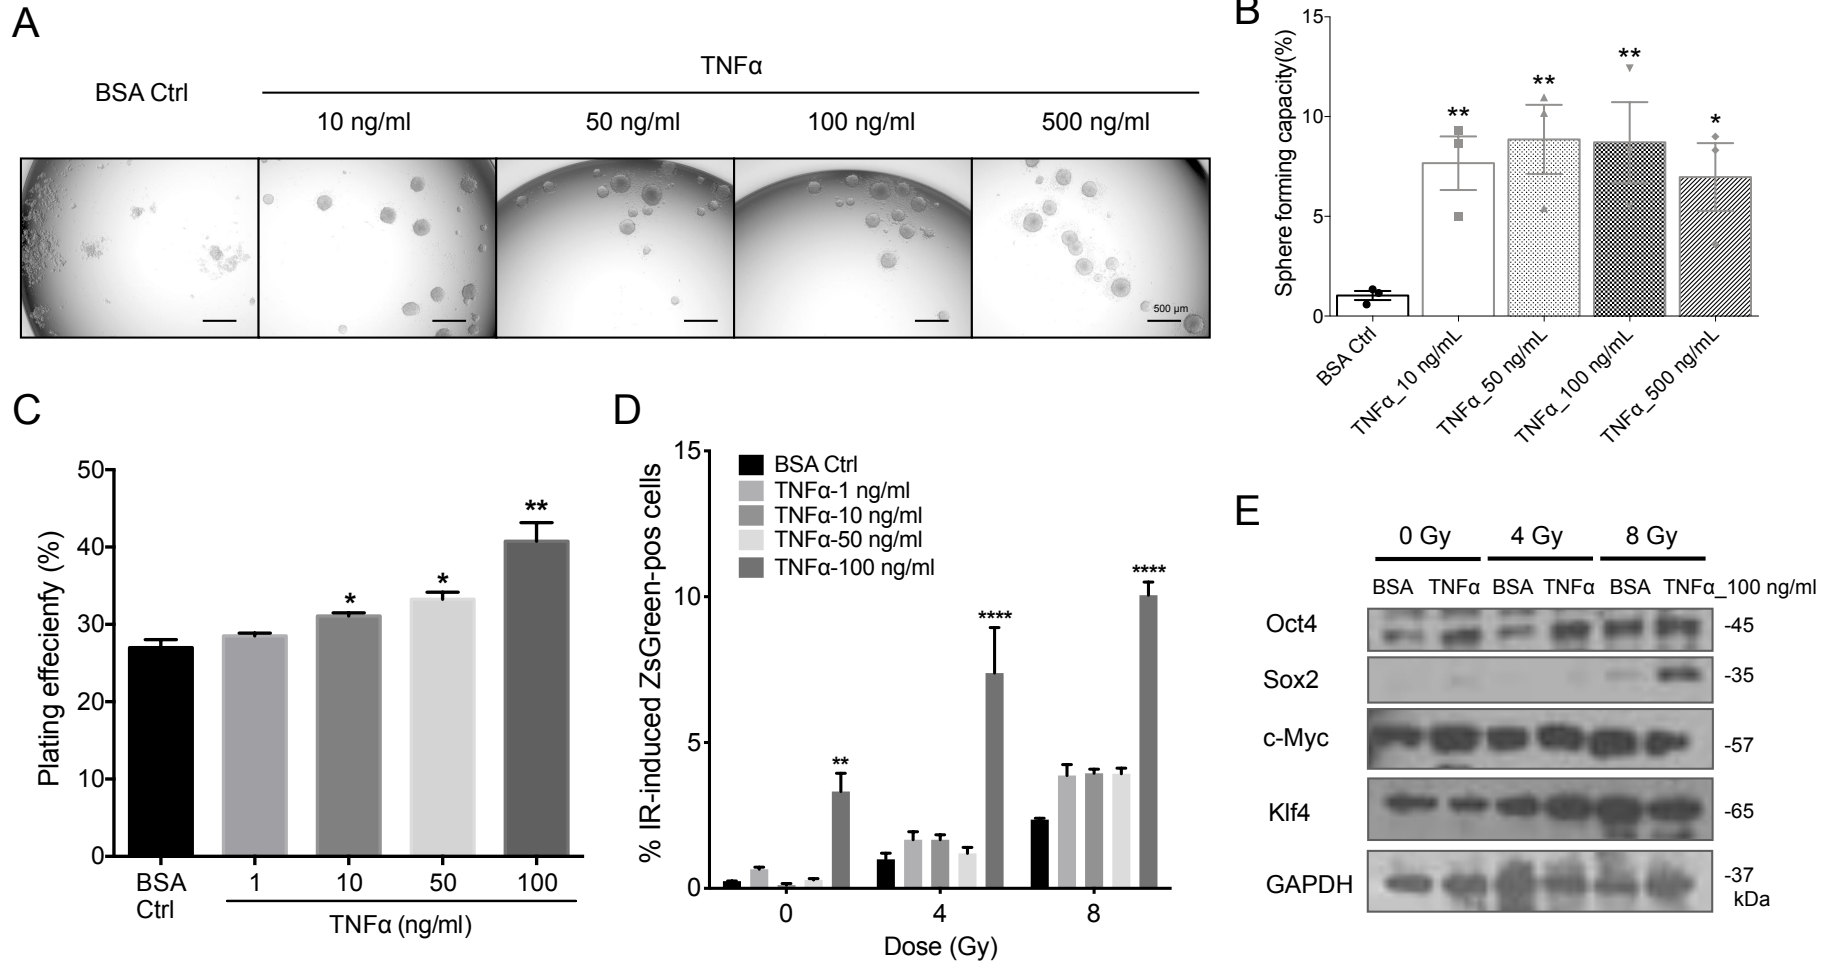 A
BSA Ctrl
TNFα
10 ng/ml
50 ng/ml
100 ng/ml
500 ng/ml
500 µm
B
Sphere forming capacity(%)
15
10
5
0
**
**
**
*
BSA Ctrl
TNFα_10 ng/mL
TNFα_50 ng/mL
TNFα_100 ng/mL
TNFα_500 ng/mL
C
Plating effecienfy (%)
50
40
30
20
10
0
*
*
**
BSA
Ctrl
1
10
50
100
TNFα (ng/ml)
D
% IR-induced ZsGreen-pos cells
15
10
5
0
BSA Ctrl
TNFα-1 ng/ml
TNFα-10 ng/ml
TNFα-50 ng/ml
TNFα-100 ng/ml
**
****
****
0
4
8
Dose (Gy)
E
0 Gy
4 Gy
8 Gy
BSA TNFα BSA TNFα BSA TNFα_100 ng/ml
Oct4
-45
Sox2
-35
c-Myc
-57
Klf4
-65
GAPDH
-37
kDa